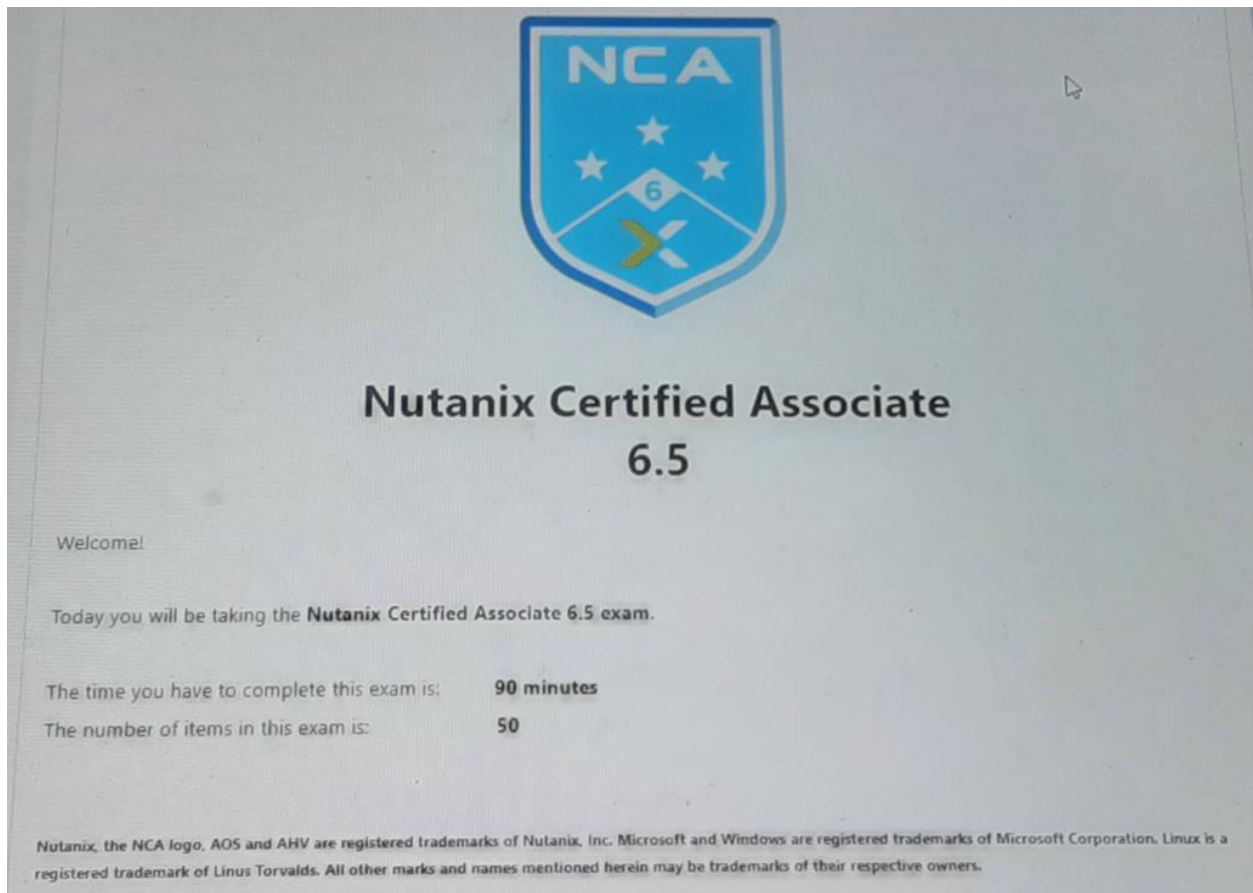 NCA
6
Nutanix Certified Associate
6.5
Welcome!
Today you will be taking the Nutanix Certified Associate 6.5 exam.
The time you have to complete this exam is: 90 minutes
The number of items in this exam is: 50
Nutanix, the NCA logo, AOS and AHV are registered trademarks of Nutanix, Inc. Microsoft and Windows are registered trademarks of Microsoft Corporation. Linux is a
registered trademark of Linus Torvalds. All other marks and names mentioned herein may be trademarks of their respective owners.